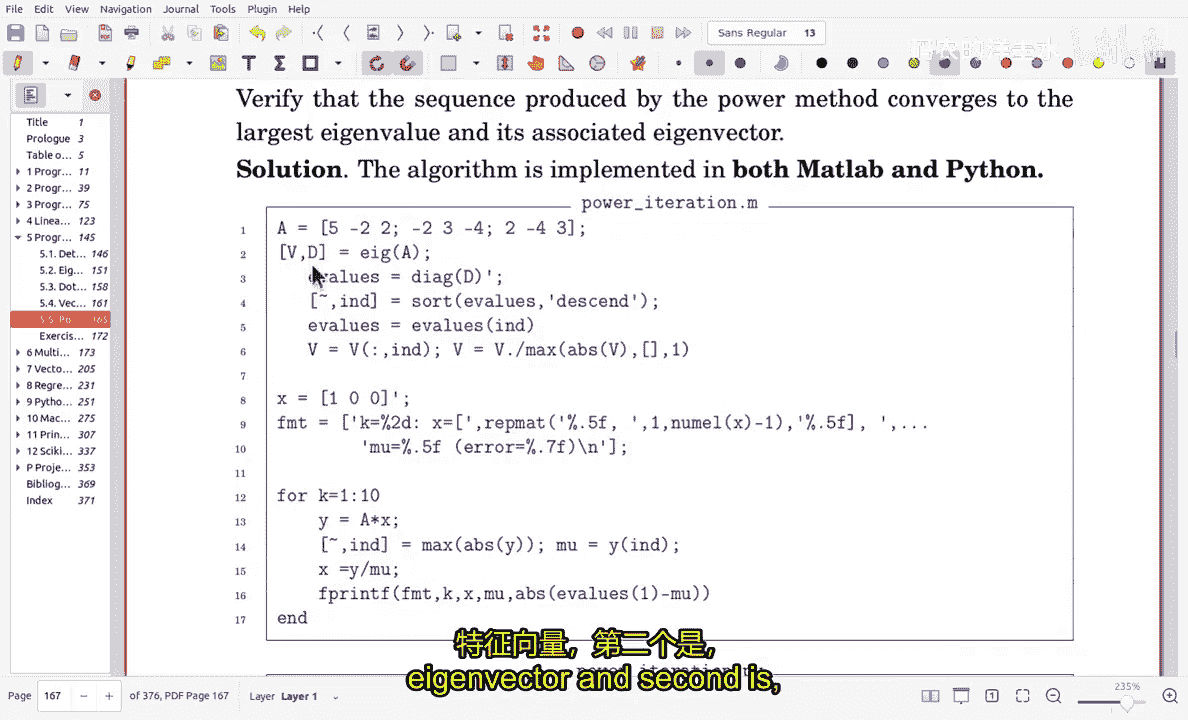 File Edit View Navigation Journal Tools Plugin Help
Sans Regular 13
Title 1
Prologue 3
Table o... 5
1 Progr... 11
2 Progr... 39
3 Progr... 75
4 Linea... 123
5 Progr... 145
5.1. Det... 146
5.2. Eig... 151
5.3. Dot... 158
5.4. Vec... 161
5.5. Po... 165
Exercis... 172
6 Multi... 173
7 Vecto... 205
8 Regre... 231
9 Pytho... 251
10 Mac... 275
11 Prin... 307
12 Sciki... 337
P Proje... 353
Bibliog... 369
Index 371
Verify that the sequence produced by the power method converges to the
largest eigenvalue and its associated eigenvector.
Solution. The algorithm is implemented in both Matlab and Python.
power_iteration.m
1 A = [5 -2 2; -2 3 -4; 2 -4 3];
2 [V,D] = eig(A);
3 evalues = diag(D)';
4 [~,ind] = sort(evalues,'descend');
5 evalues = evalues(ind)
6 V = V(:,ind); V = V./max(abs(V),[],1)
7
8 x = [1 0 0]';
9 fmt = ['k=%2d: x=[',repmat('%.5f, ',1,numel(x)-1),'%.5f], ',...
10 'mu=%.5f (error=%.7f)\n'];
11
12 for k=1:10
13 y = A*x;
14 [~,ind] = max(abs(y)); mu = y(ind);
15 x =y/mu;
16 fprintf(fmt,k,x,mu,abs(evalues(1)-mu))
17 end
特征向量，第二个是，
eigenvector and second is,
Page 167 of 376, PDF Page 167 Layer Layer 1 235%